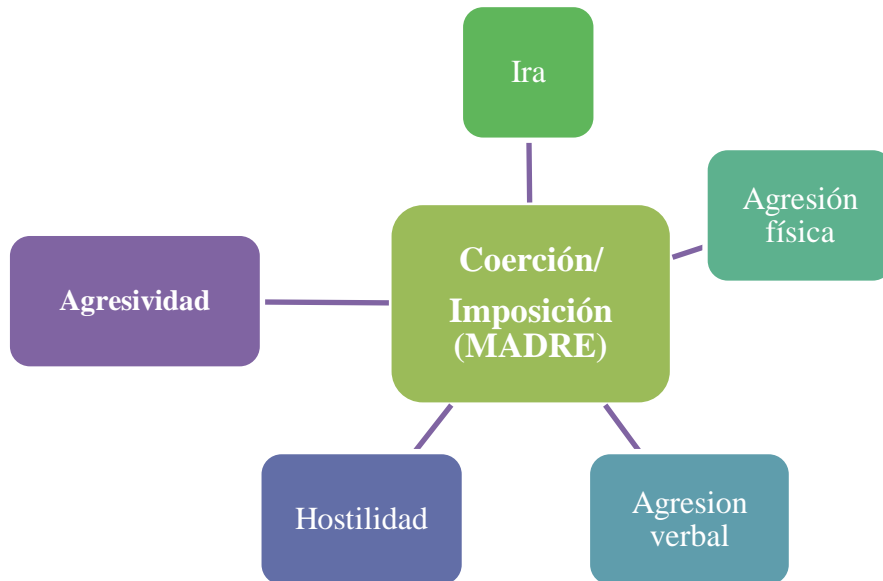 Ira
Agresión
física
Coerción/
Imposición
(MADRE)
Agresividad
Hostilidad
Agresion
verbal